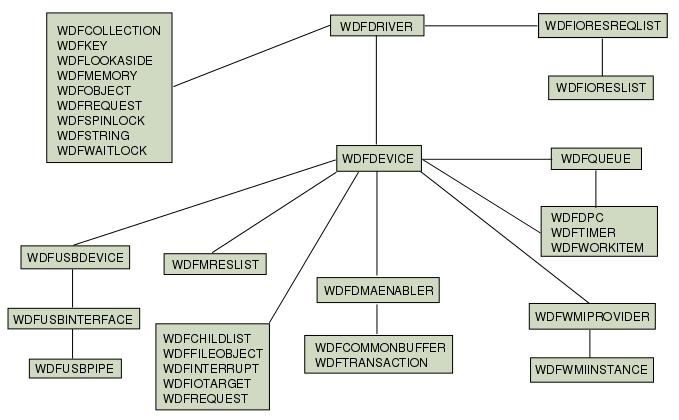 WDFCOLLECTION
WDFKEY
WDFLOOKASIDE
WDFMEMORY
WDFOBJECT
WDFREQUEST
WDFSPINLOCK
WDFSTRING
WDFWAITLOCK
WDFDRIVER
WDFIORESREQLIST
WDFIORESLIST
WDFDEVICE
WDFQUEUE
WDFDPC
WDFTIMER
WDFWORKITEM
WDFUSBDEVICE
WDFUSBINTERFACE
WDFUSBPIPE
WDFMRESLIST
WDFCHILDLIST
WDFFILEOBJECT
WDFINTERRUPT
WDFIOTARGET
WDFREQUEST
WDFDMAENABLER
WDFCOMMONBUFFER
WDFTRANSACTION
WDFWMIPROVIDER
WDFWMIINSTANCE